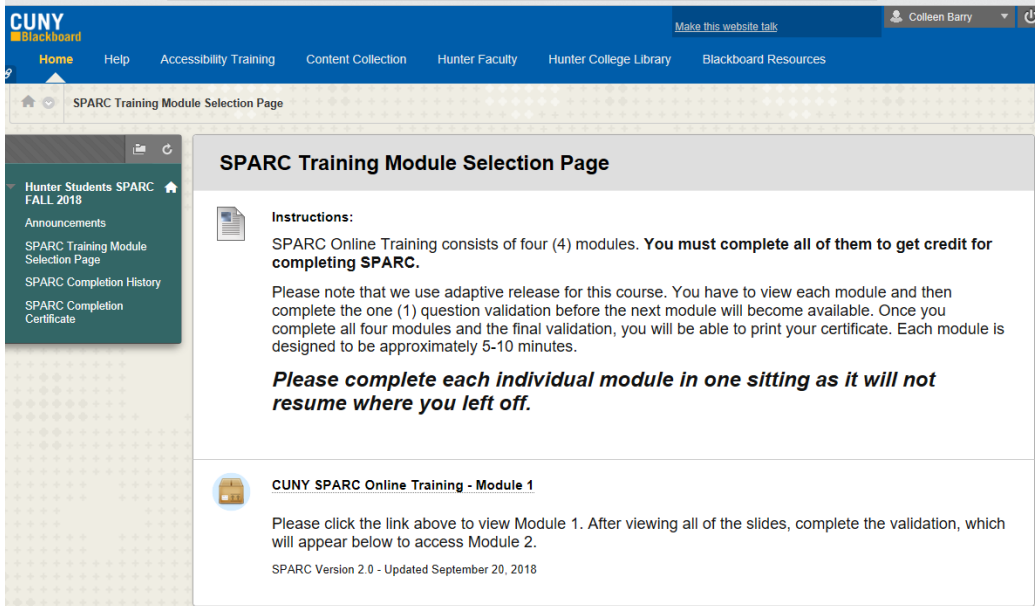 CUNY
Blackboard
Make this website talk
Colleen Barry
Home Help Accessibility Training Content Collection Hunter Faculty Hunter College Library Blackboard Resources
SPARC Training Module Selection Page
Hunter Students SPARC
FALL 2018
Announcements
SPARC Training Module
Selection Page
SPARC Completion History
SPARC Completion
Certificate
SPARC Training Module Selection Page
Instructions:
SPARC Online Training consists of four (4) modules. You must complete all of them to get credit for
completing SPARC.
Please note that we use adaptive release for this course. You have to view each module and then
complete the one (1) question validation before the next module will become available. Once you
complete all four modules and the final validation, you will be able to print your certificate. Each module is
designed to be approximately 5-10 minutes.
Please complete each individual module in one sitting as it will not
resume where you left off.
CUNY SPARC Online Training - Module 1
Please click the link above to view Module 1. After viewing all of the slides, complete the validation, which
will appear below to access Module 2.
SPARC Version 2.0 - Updated September 20, 2018